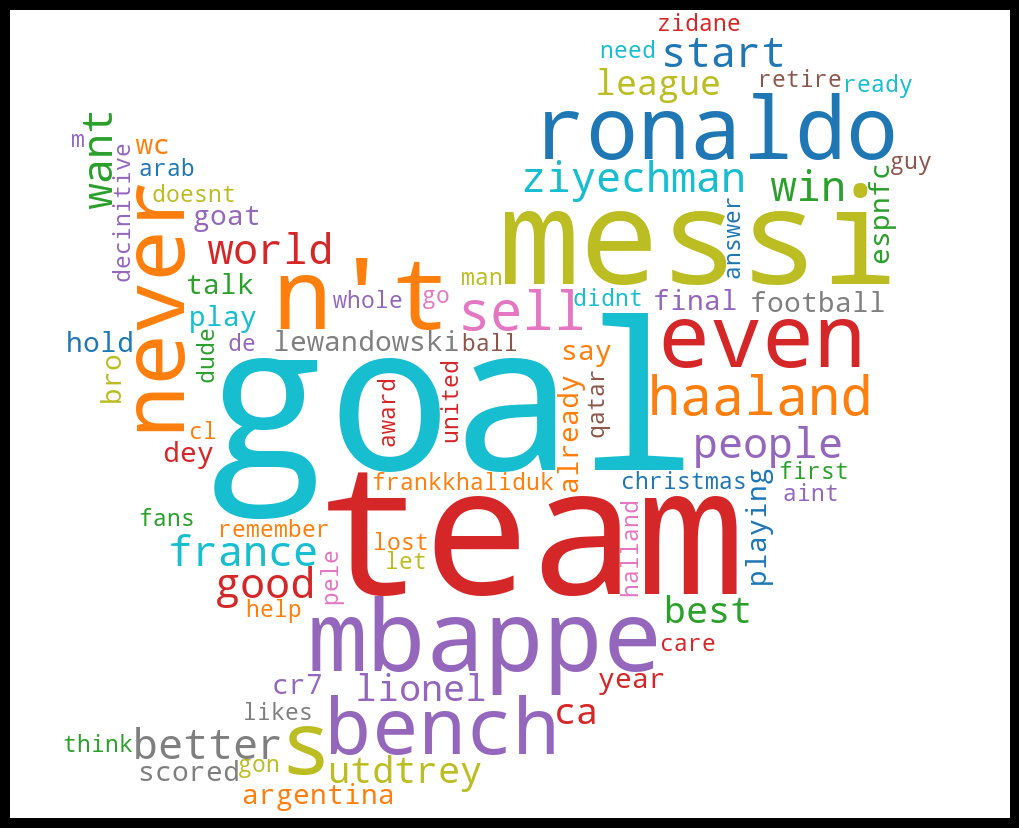 zidane
need
start
league
retire
ready
ronaldo
want
m
wc
arab
decinitive
doesnt
goat
never
ziyechman
win
guy
espnfc
messi
answer
world
n't
talk
play
whole
go
man
sell
didnt
final
football
hold
bro
dude
de
lewandowski
ball
say
even
goal
haaland
award
united
already
qatar
people
cl
dey
frankkhaliduk
christmas
first
aint
playing
team
halland
fans
remember
france
good
lost
let
pele
help
best
care
mbappe
cr7
lionel
year
likes
bench
ca
think
better
s
scored
gon
utdtrey
argentina